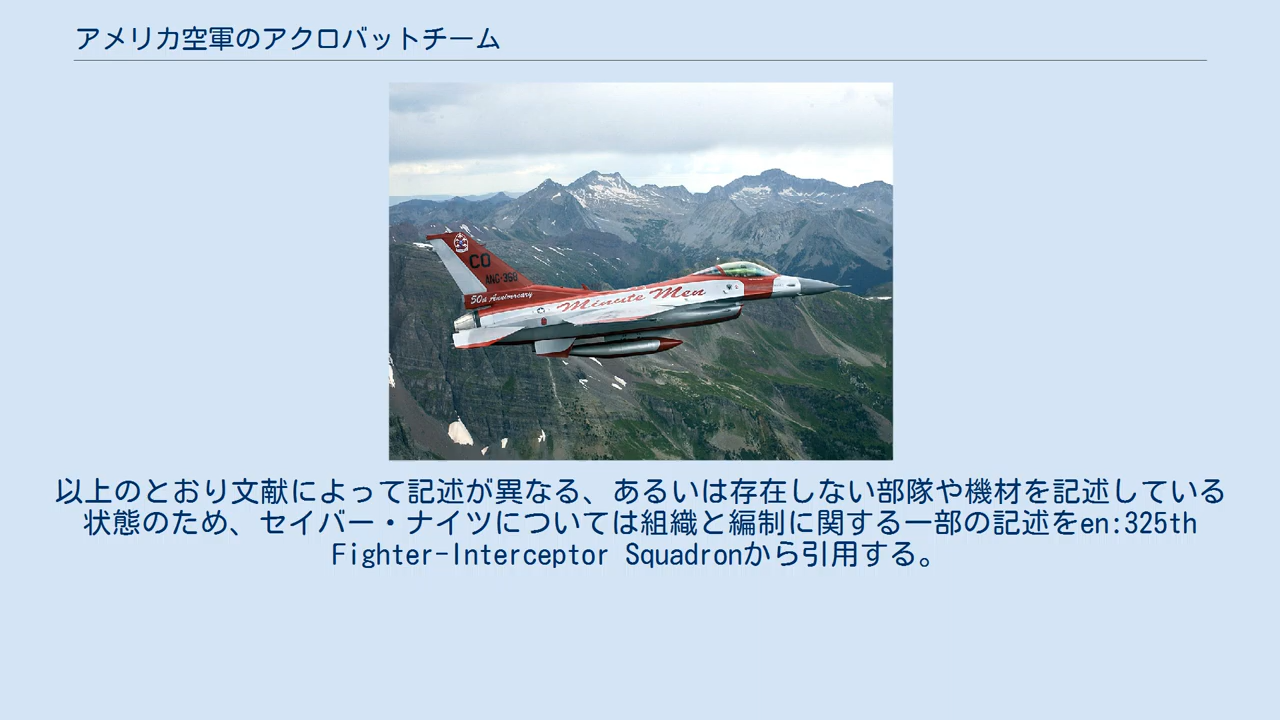 アメリカ空軍のアクロバットチーム
CO
ANG-360
50th Anniversary
Minute Men
以上のとおり文献によって記述が異なる、あるいは存在しない部隊や機材を記述している
状態のため、セイバー・ナイツについては組織と編制に関する一部の記述をen:325th
Fighter-Interceptor Squadronから引用する。